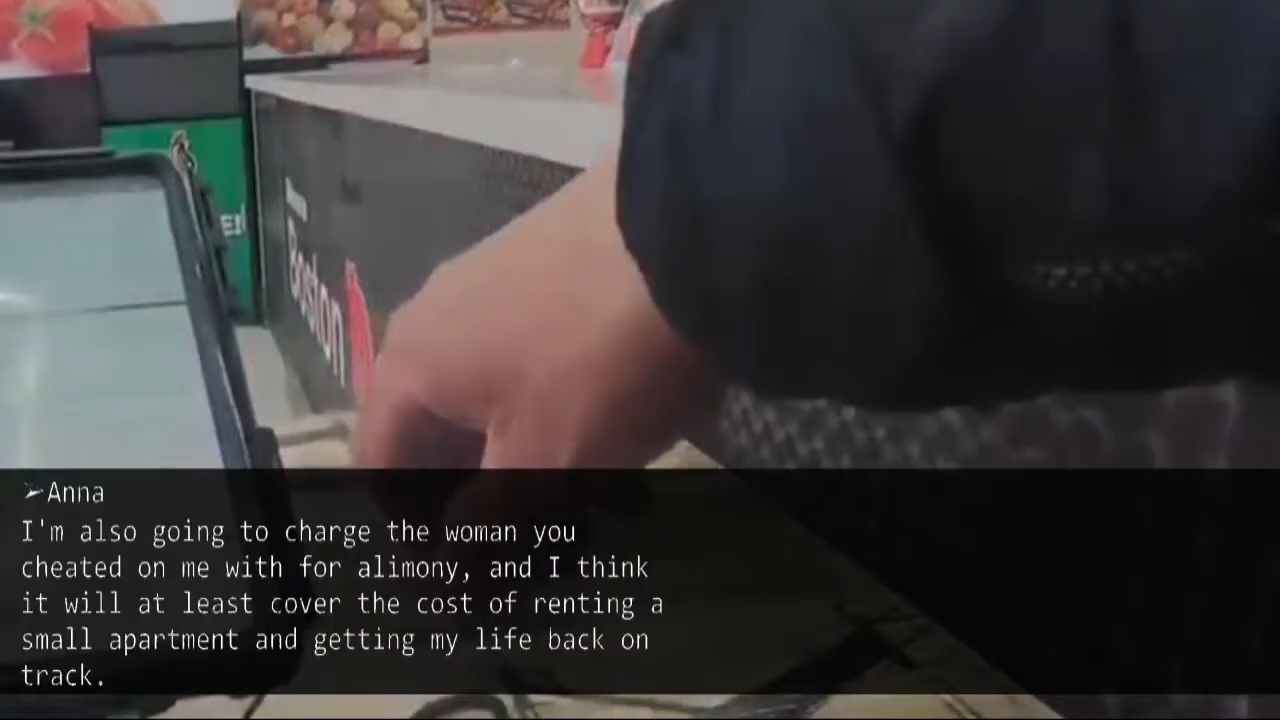 E!
Boston
➢Anna
I'm also going to charge the woman you
cheated on me with for alimony, and I think
it will at least cover the cost of renting a
small apartment and getting my life back on
track.